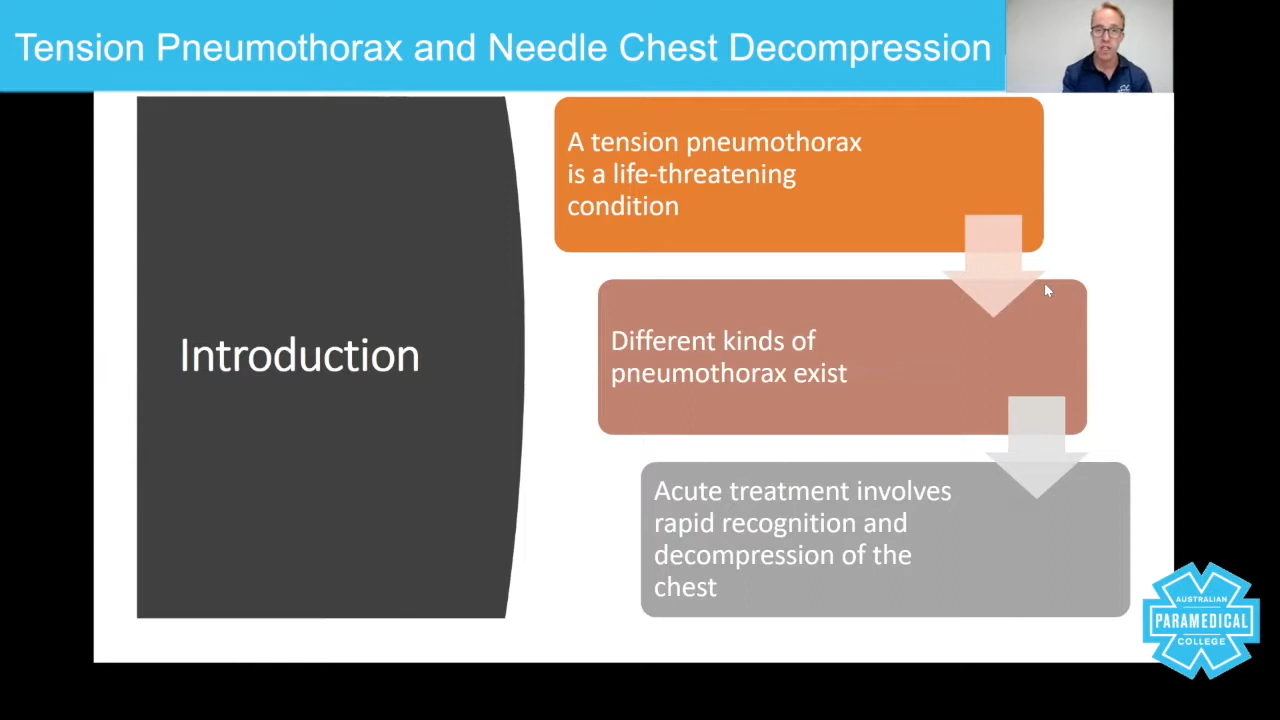 Tension Pneumothorax and Needle Chest Decompression
Introduction
A tension pneumothorax
is a life-threatening
condition
Different kinds of
pneumothorax exist
Acute treatment involves
rapid recognition and
decompression of the
chest
AUSTRALIAN
PARAMEDICAL
COLLEGE